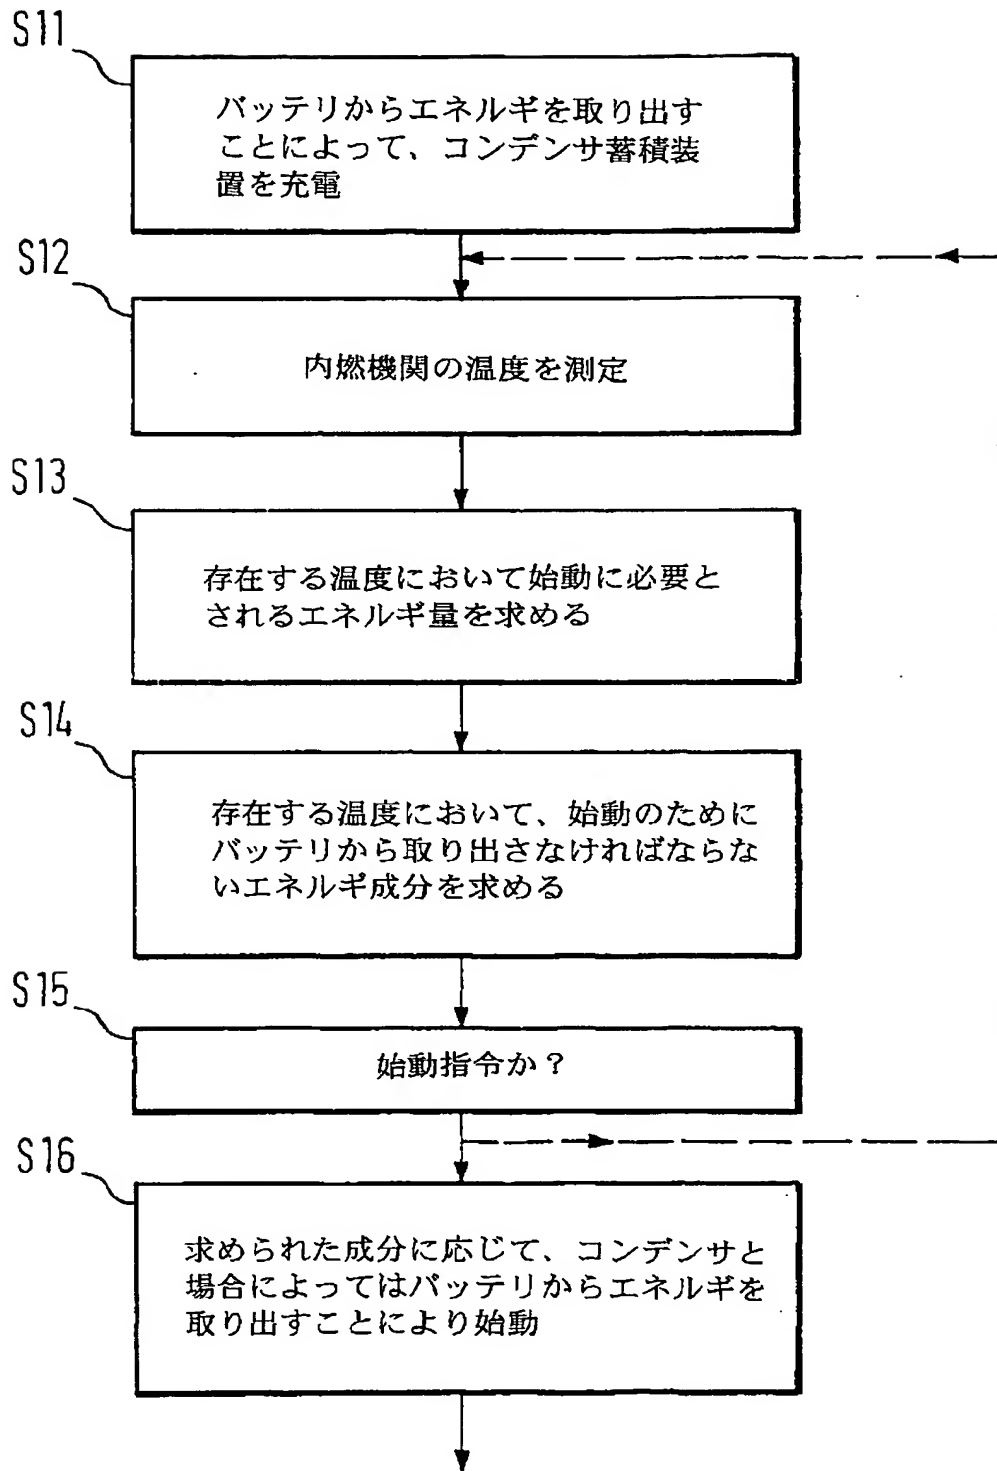 S11
バッテリからエネルギを取り出す
ことによって、コンデンサ蓄積装
置を充電
S12
内燃機関の温度を測定
S13
存在する温度において始動に必要と
されるエネルギ量を求める
S14
存在する温度において、始動のために
バッテリから取り出さなければならな
いエネルギ成分を求める
S15
始動指令か？
S16
求められた成分に応じて、コンデンサと
場合によってはバッテリからエネルギを
取り出すことにより始動